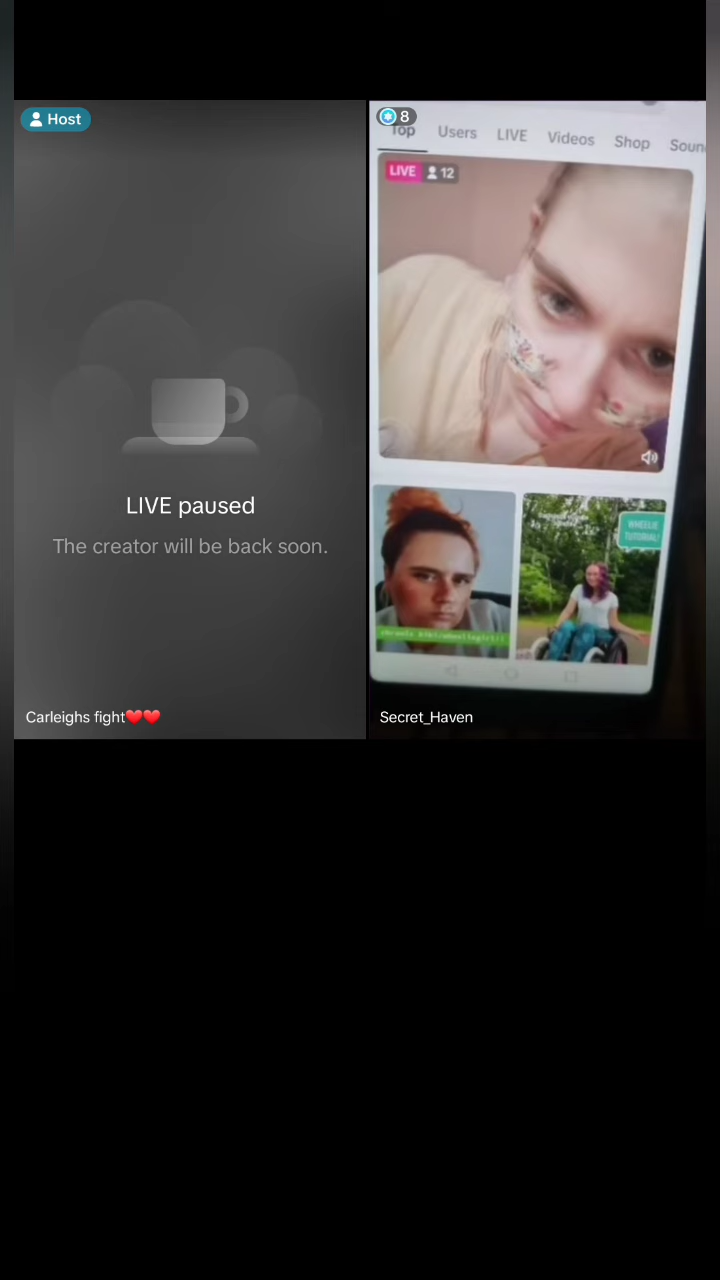 Host
LIVE paused
The creator will be back soon.
Carleighs fight❤️❤️
8
Top Users LIVE Videos Shop Soun
LIVE 12
WHEELIE
TUTORIAL!
Secret_Haven